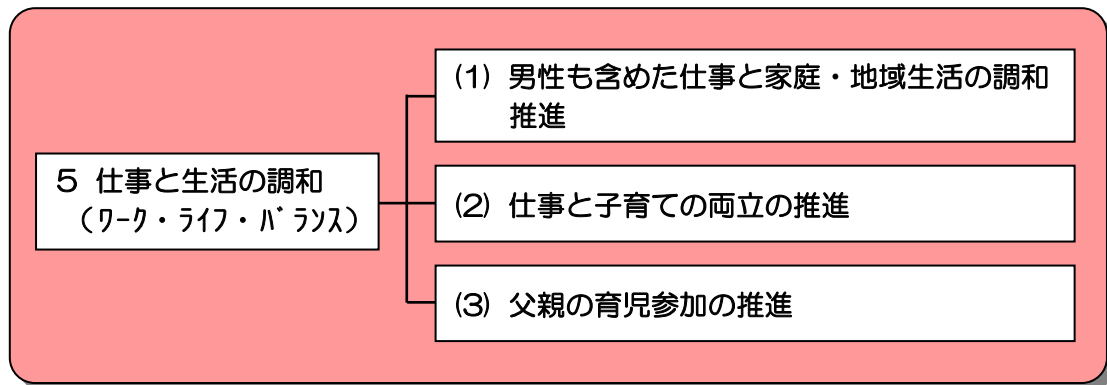 5 仕事と生活の調和
（ﾜｰｸ・ﾗｲﾌ・ﾊﾞﾗﾝｽ）
(1) 男性も含めた仕事と家庭・地域生活の調和
推進
(2) 仕事と子育ての両立の推進
(3) 父親の育児参加の推進